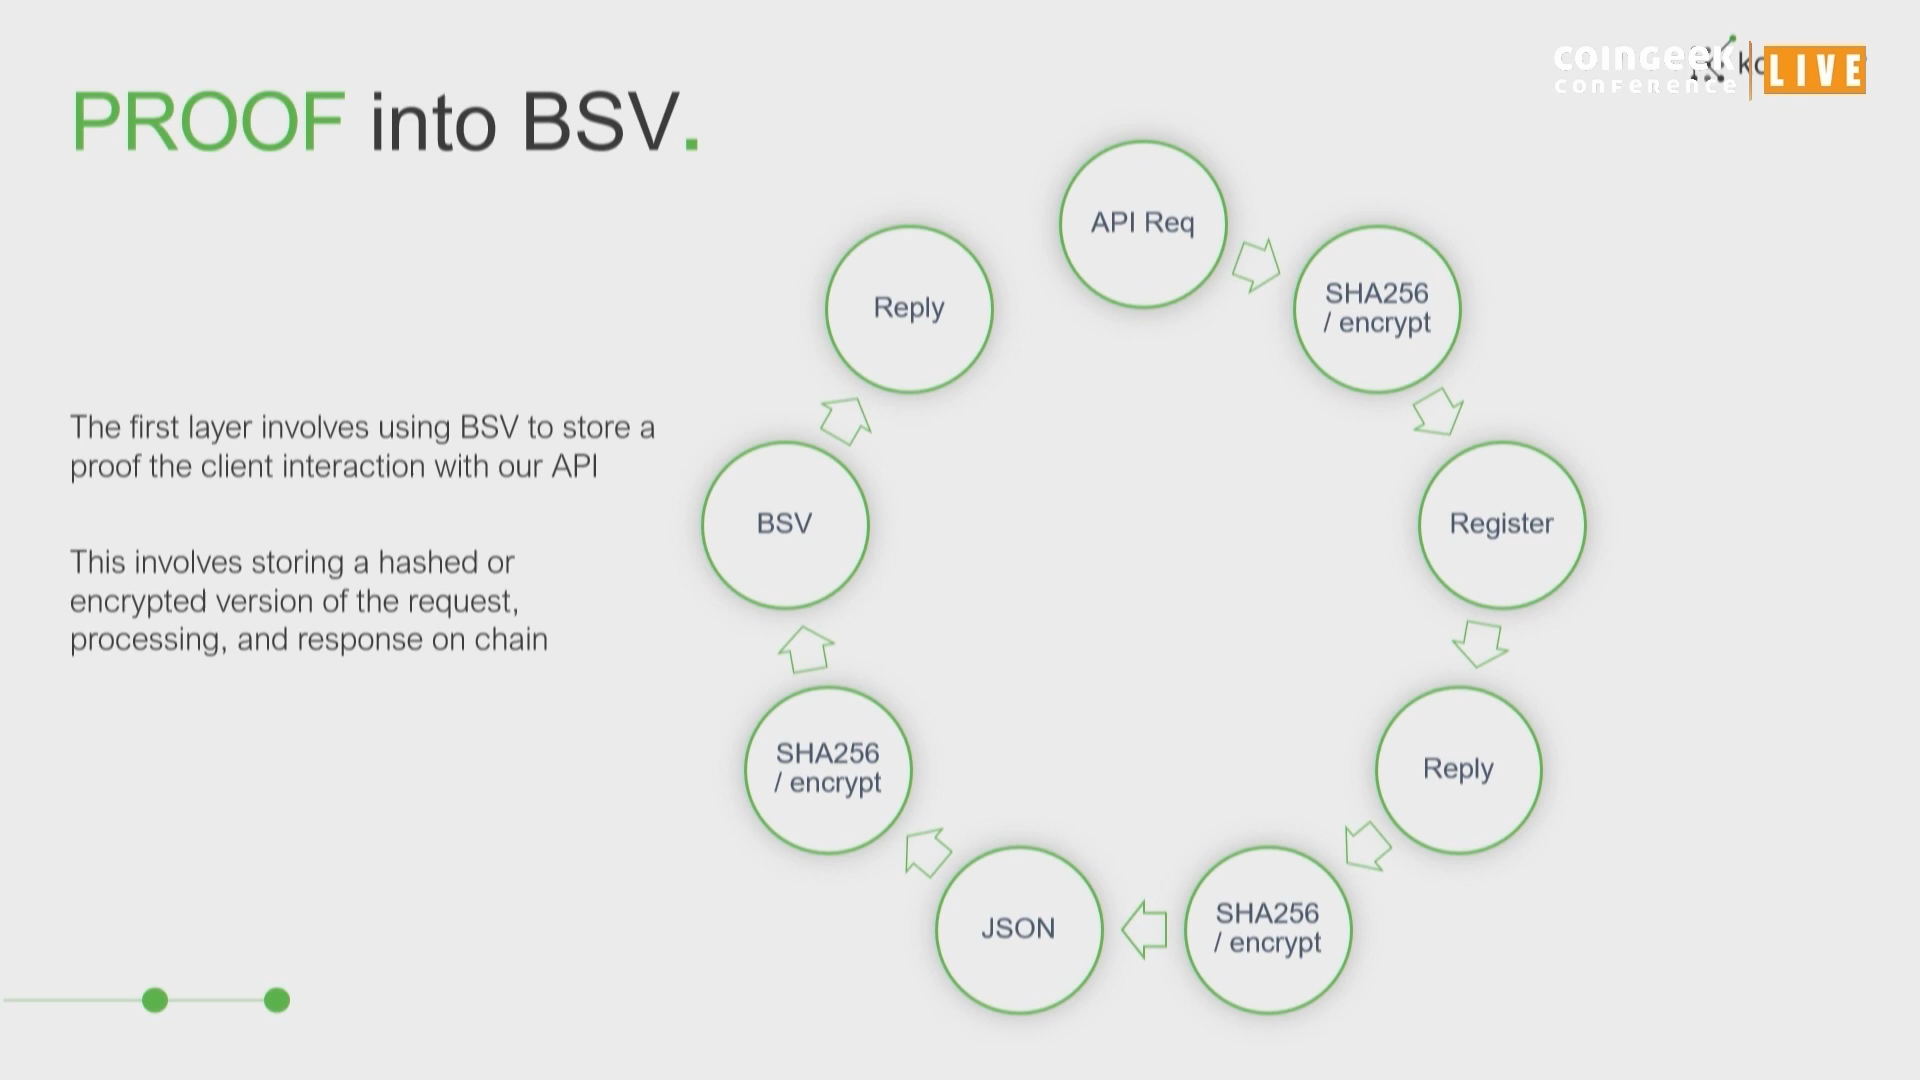 PROOF into BSV.
COINGEEK
CONFERENCE
LIVE
The first layer involves using BSV to store a
proof the client interaction with our API
This involves storing a hashed or
encrypted version of the request,
processing, and response on chain
API Req
SHA256
/ encrypt
Register
Reply
SHA256
/ encrypt
JSON
SHA256
/ encrypt
BSV
Reply